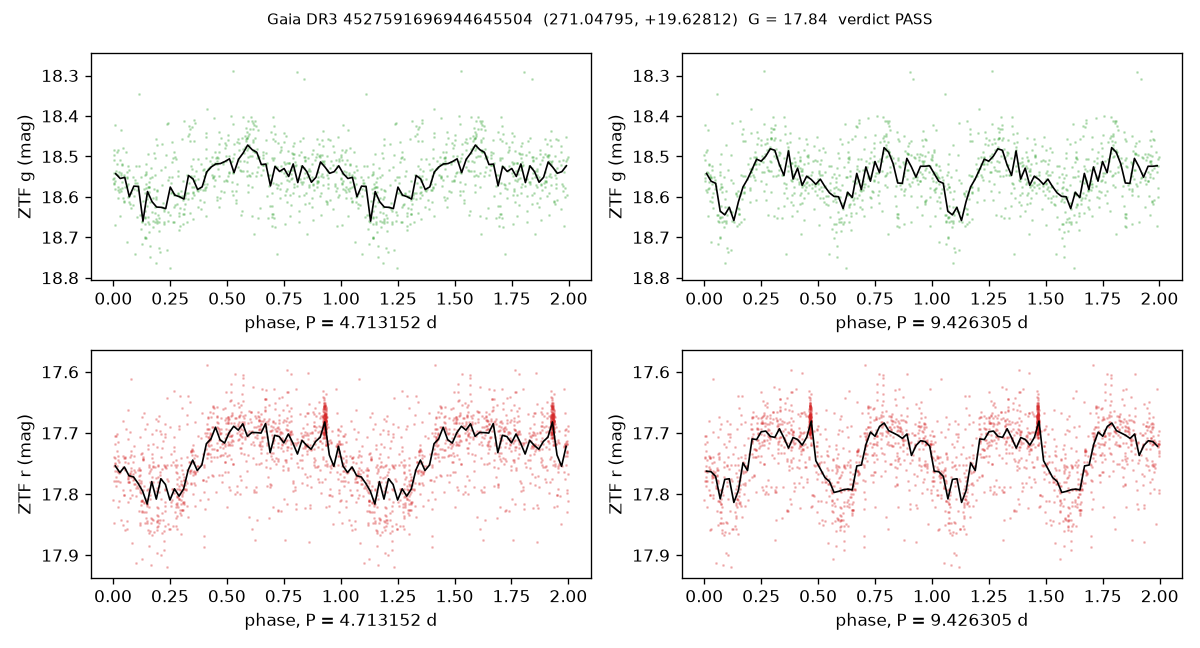 Gaia DR3 4527591696944645504 (271.04795, +19.62812) G = 17.84 verdict PASS
ZTF g (mag)
18.3
18.4
18.5
18.6
18.7
18.8
0.00 0.25 0.50 0.75 1.00 1.25 1.50 1.75 2.00
phase, P = 4.713152 d
ZTF g (mag)
18.3
18.4
18.5
18.6
18.7
18.8
0.00 0.25 0.50 0.75 1.00 1.25 1.50 1.75 2.00
phase, P = 9.426305 d
ZTF r (mag)
17.6
17.7
17.8
17.9
0.00 0.25 0.50 0.75 1.00 1.25 1.50 1.75 2.00
phase, P = 4.713152 d
ZTF r (mag)
17.6
17.7
17.8
17.9
0.00 0.25 0.50 0.75 1.00 1.25 1.50 1.75 2.00
phase, P = 9.426305 d